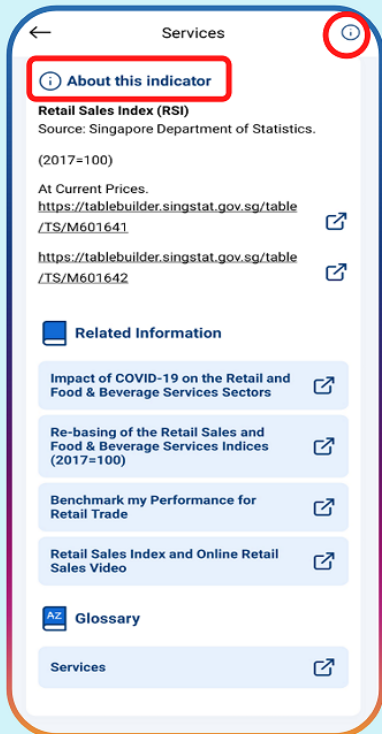 Services
About this indicator
Retail Sales Index (RSI)
Source: Singapore Department of Statistics.
(2017=100)
At Current Prices.
https://tablebuilder.singstat.gov.sg/table
/TS/M601641
https://tablebuilder.singstat.gov.sg/table
/TS/M601642
Related Information
Impact of COVID-19 on the Retail and
Food & Beverage Services Sectors
Re-basing of the Retail Sales and
Food & Beverage Services Indices
(2017=100)
Benchmark my Performance for
Retail Trade
Retail Sales Index and Online Retail
Sales Video
AZ Glossary
Services